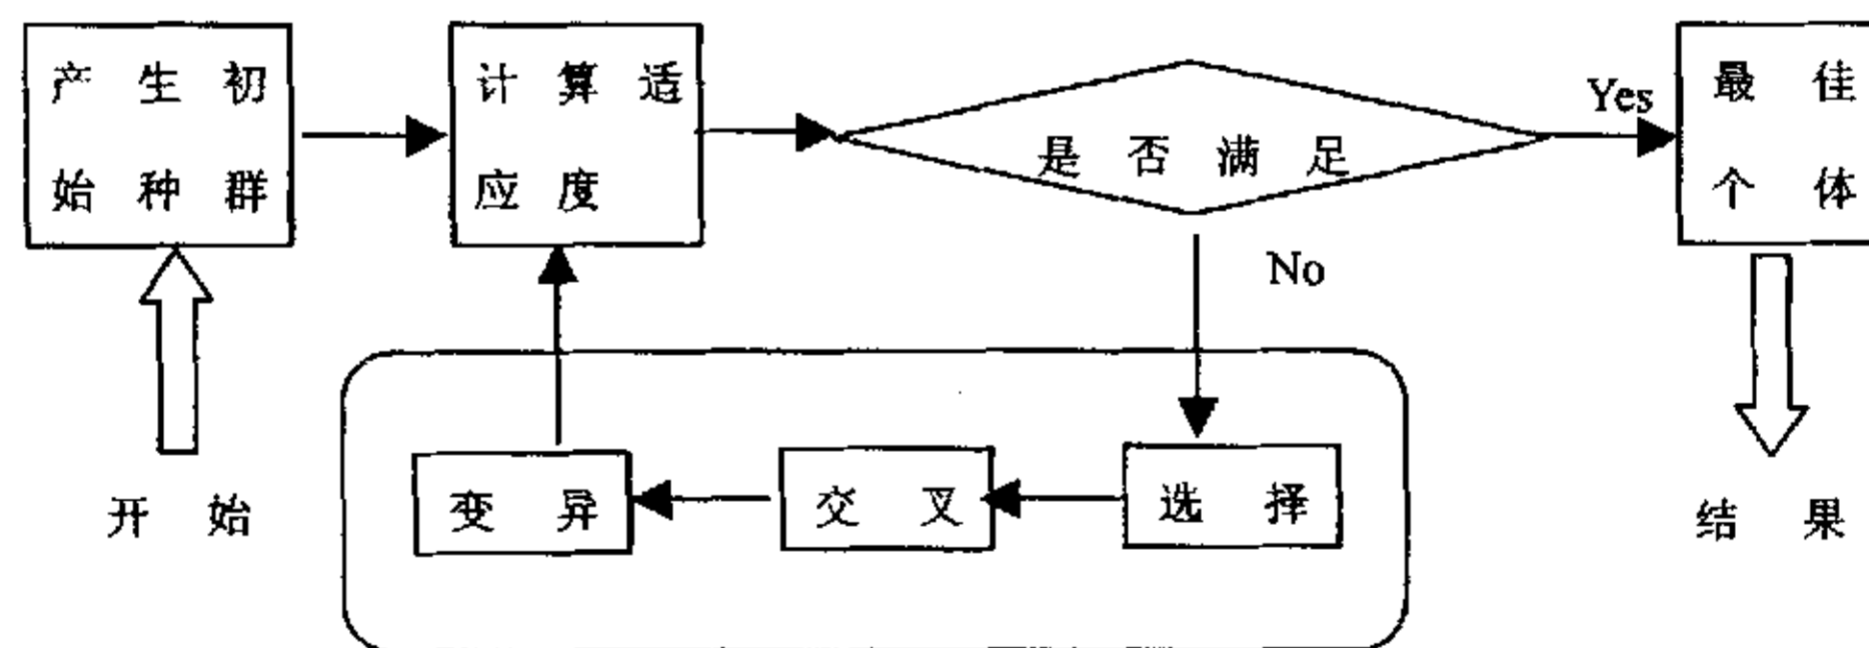 产生初
始种群
计算适
应度
是否满足
Yes
最佳
个体
No
变异
交叉
选择
开始
结果